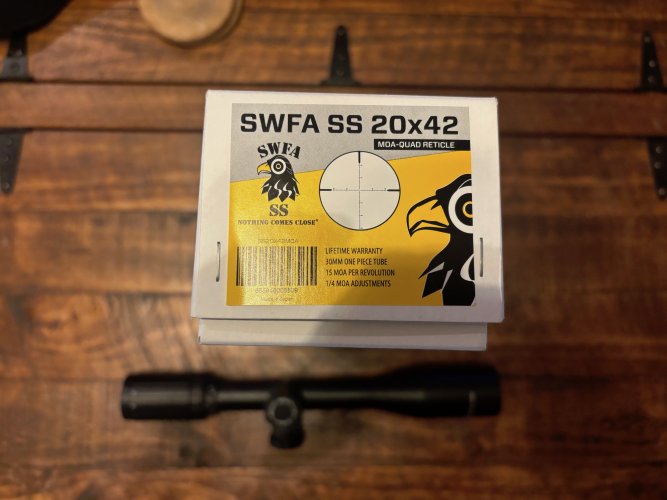 SWFA SS 20x42
MOA-QUAD RETICLE
SWFA
SS
NOTHING COMES CLOSE®
LIFETIME WARRANTY
30MM ONE PIECE TUBE
15 MOA PER REVOLUTION
1/4 MOA ADJUSTMENTS